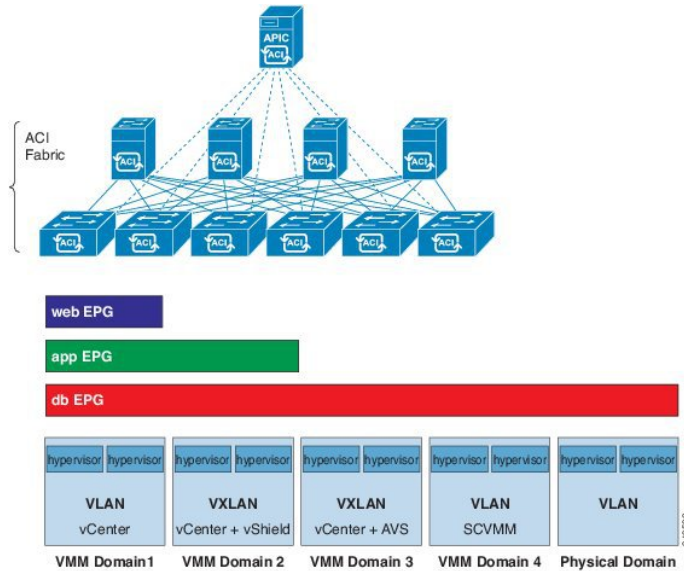 APIC
ACI
ACI
Fabric
ACI ACI ACI ACI
ACI ACI ACI ACI ACI ACI
web EPG
app EPG
db EPG
hypervisor hypervisor hypervisor hypervisor hypervisor hypervisor hypervisor hypervisor hypervisor hypervisor
VLAN VXLAN VXLAN VLAN VLAN
vCenter vCenter + vShield vCenter + AVS SCVMM
VMM Domain1 VMM Domain 2 VMM Domain 3 VMM Domain 4 Physical Domain